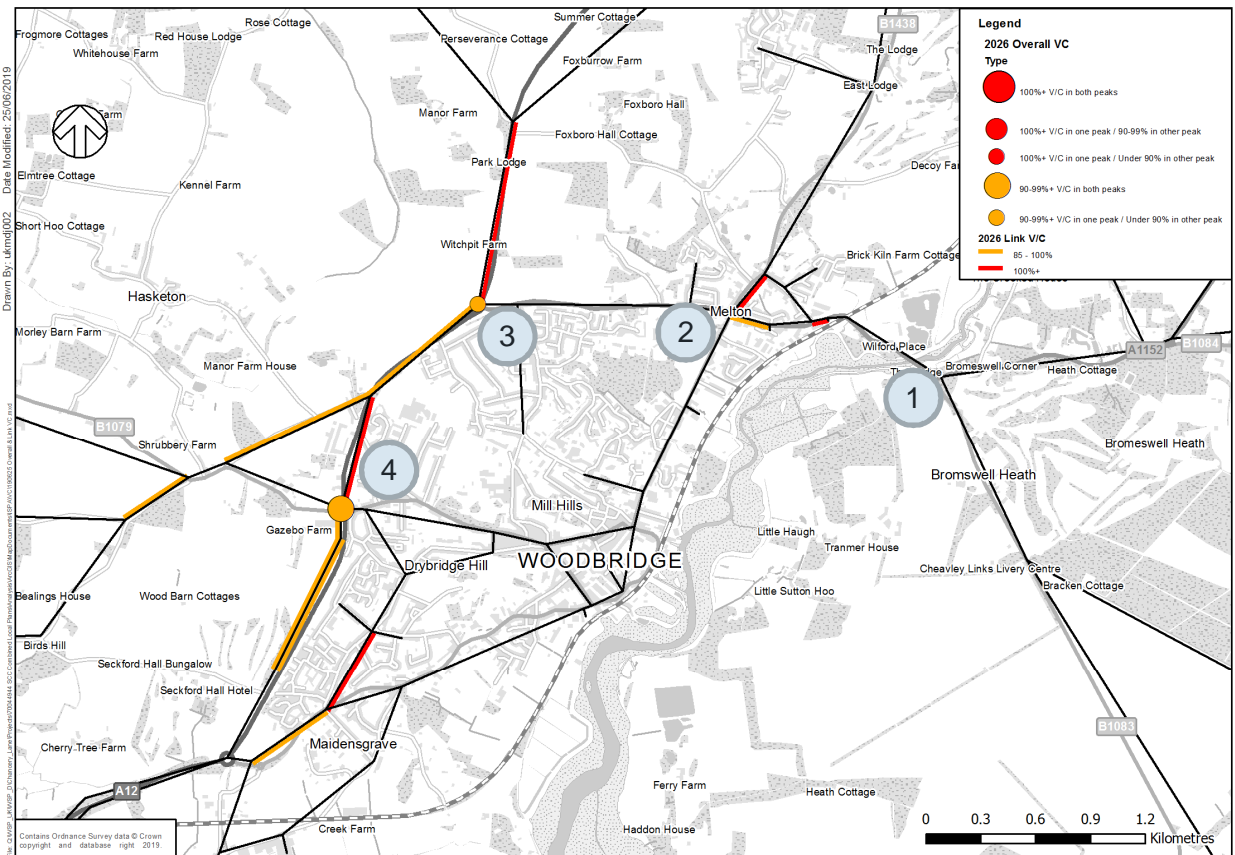 Frogmore Cottages
Red House Lodge
Rose Cottage
Summer Cottage
B1438
Whitehouse Farm
Perseverance Cottage
The Lodge
Foxburrow Farm
East Lodge
Manor Farm
Foxboro Hall
Foxboro Hall Cottage
Park Lodge
Elmtree Cottage
Kennel Farm
Decoy Far
Short Hoo Cottage
Witchpit Farm
Brick Kiln Farm Cottage
Hasketon
Melton
Morley Barn Farm
3
2
Wilford Place
A1152
B1084
Manor Farm House
Bromeswell Corner
Heath Cottage
1
B1079
Shrubbery Farm
Bromeswell Heath
4
Bromswell Heath
Mill Hills
Gazebo Farm
Little Haugh
Tranmer House
WOODBRIDGE
Drybridge Hill
Cheavley Links Livery Centre
Bracken Cottage
Bealings House
Wood Barn Cottages
Little Sutton Hoo
Birds Hill
Seckford Hall Bungalow
Seckford Hall Hotel
B1083
Cherry Tree Farm
Maidensgrave
A12
Ferry Farm
Heath Cottage
Creek Farm
Haddon House
Legend
2026 Overall VC
Type
100%+ V/C in both peaks
100%+ V/C in one peak / 90-99% in other peak
100%+ V/C in one peak / Under 90% in other peak
90-99%+ V/C in both peaks
90-99%+ V/C in one peak / Under 90% in other peak
2026 Link V/C
85 - 100%
100%+
0 0.3 0.6 0.9 1.2
Kilometres
Contains Ordnance Survey data © Crown
copyright and database right 2019.
Drawn By: ukmdj002 Date Modified: 25/06/2019